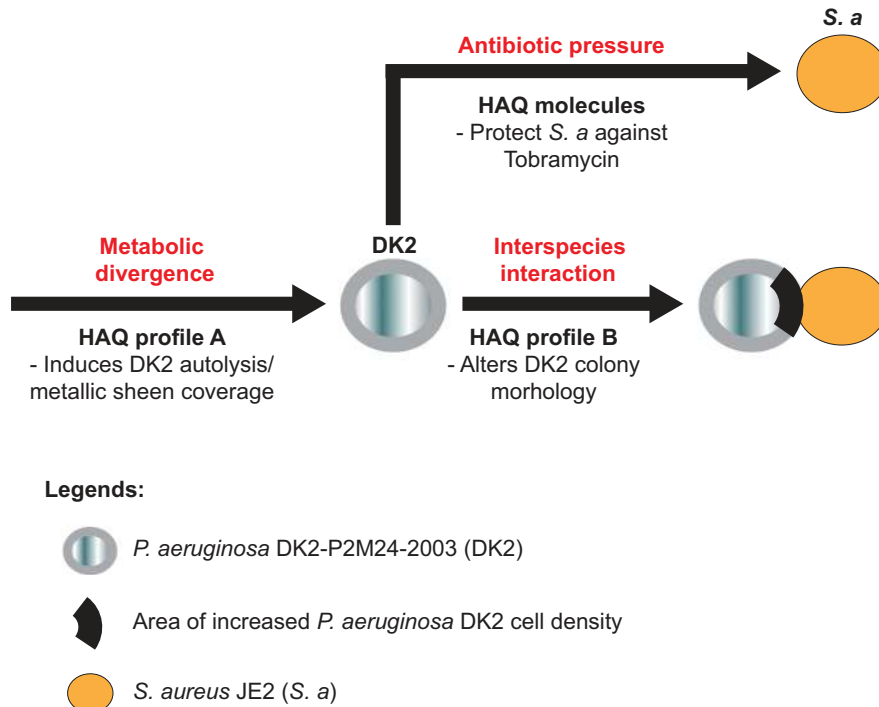 S. a
Antibiotic pressure
HAQ molecules
- Protect S. a against
Tobramycin
Metabolic
divergence
DK2
Interspecies
interaction
HAQ profile A
- Induces DK2 autolysis/
metallic sheen coverage
HAQ profile B
- Alters DK2 colony
morhology
Legends:
P. aeruginosa DK2-P2M24-2003 (DK2)
Area of increased P. aeruginosa DK2 cell density
S. aureus JE2 (S. a)